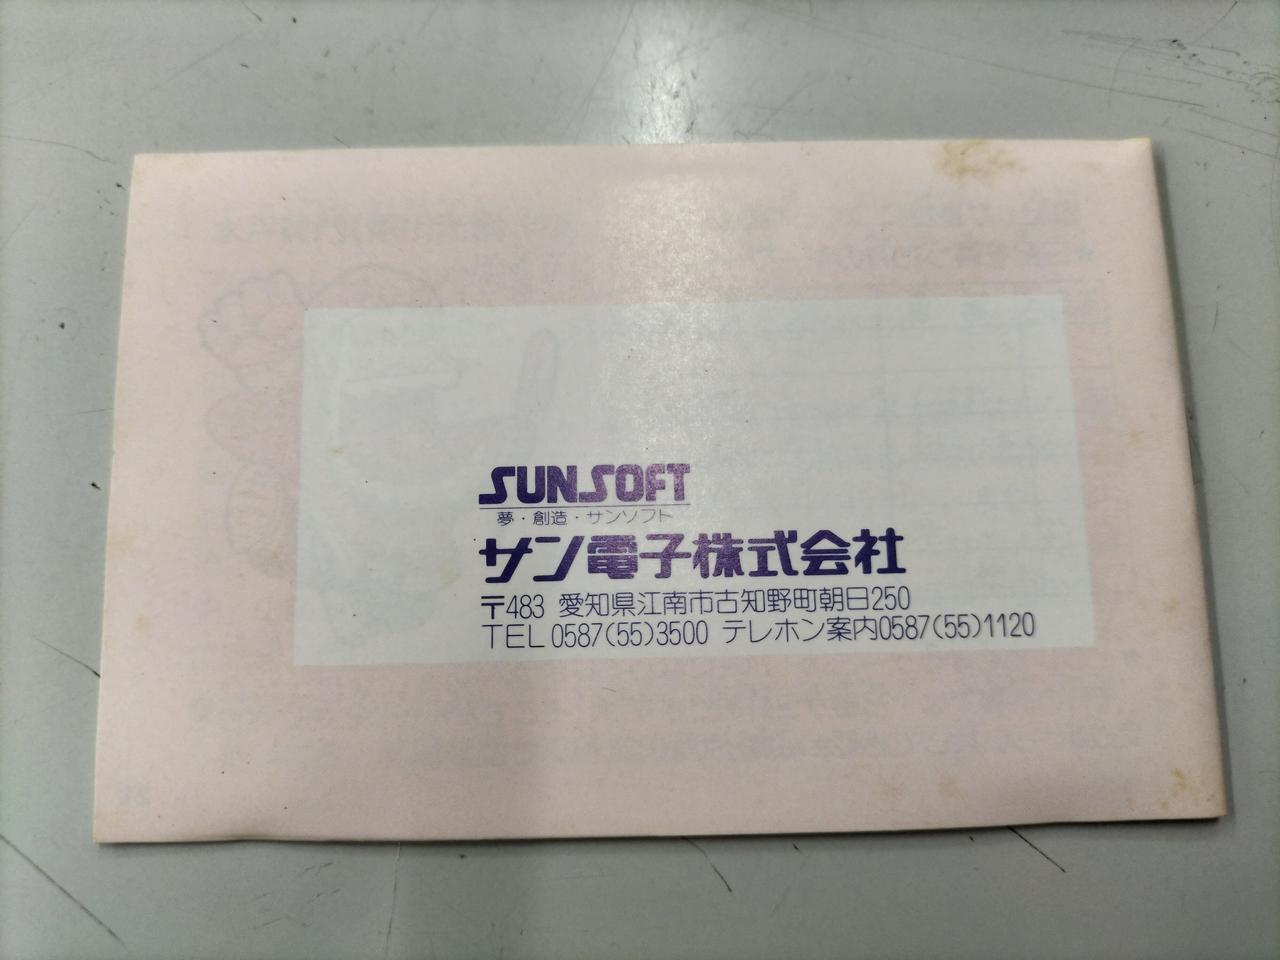 SUNSOFT
夢・創造・サンソフト
サン電子株式会社
〒483 愛知県江南市古知野町朝日250
TEL 0587(55)3500 テレホン案内0587(55)1120